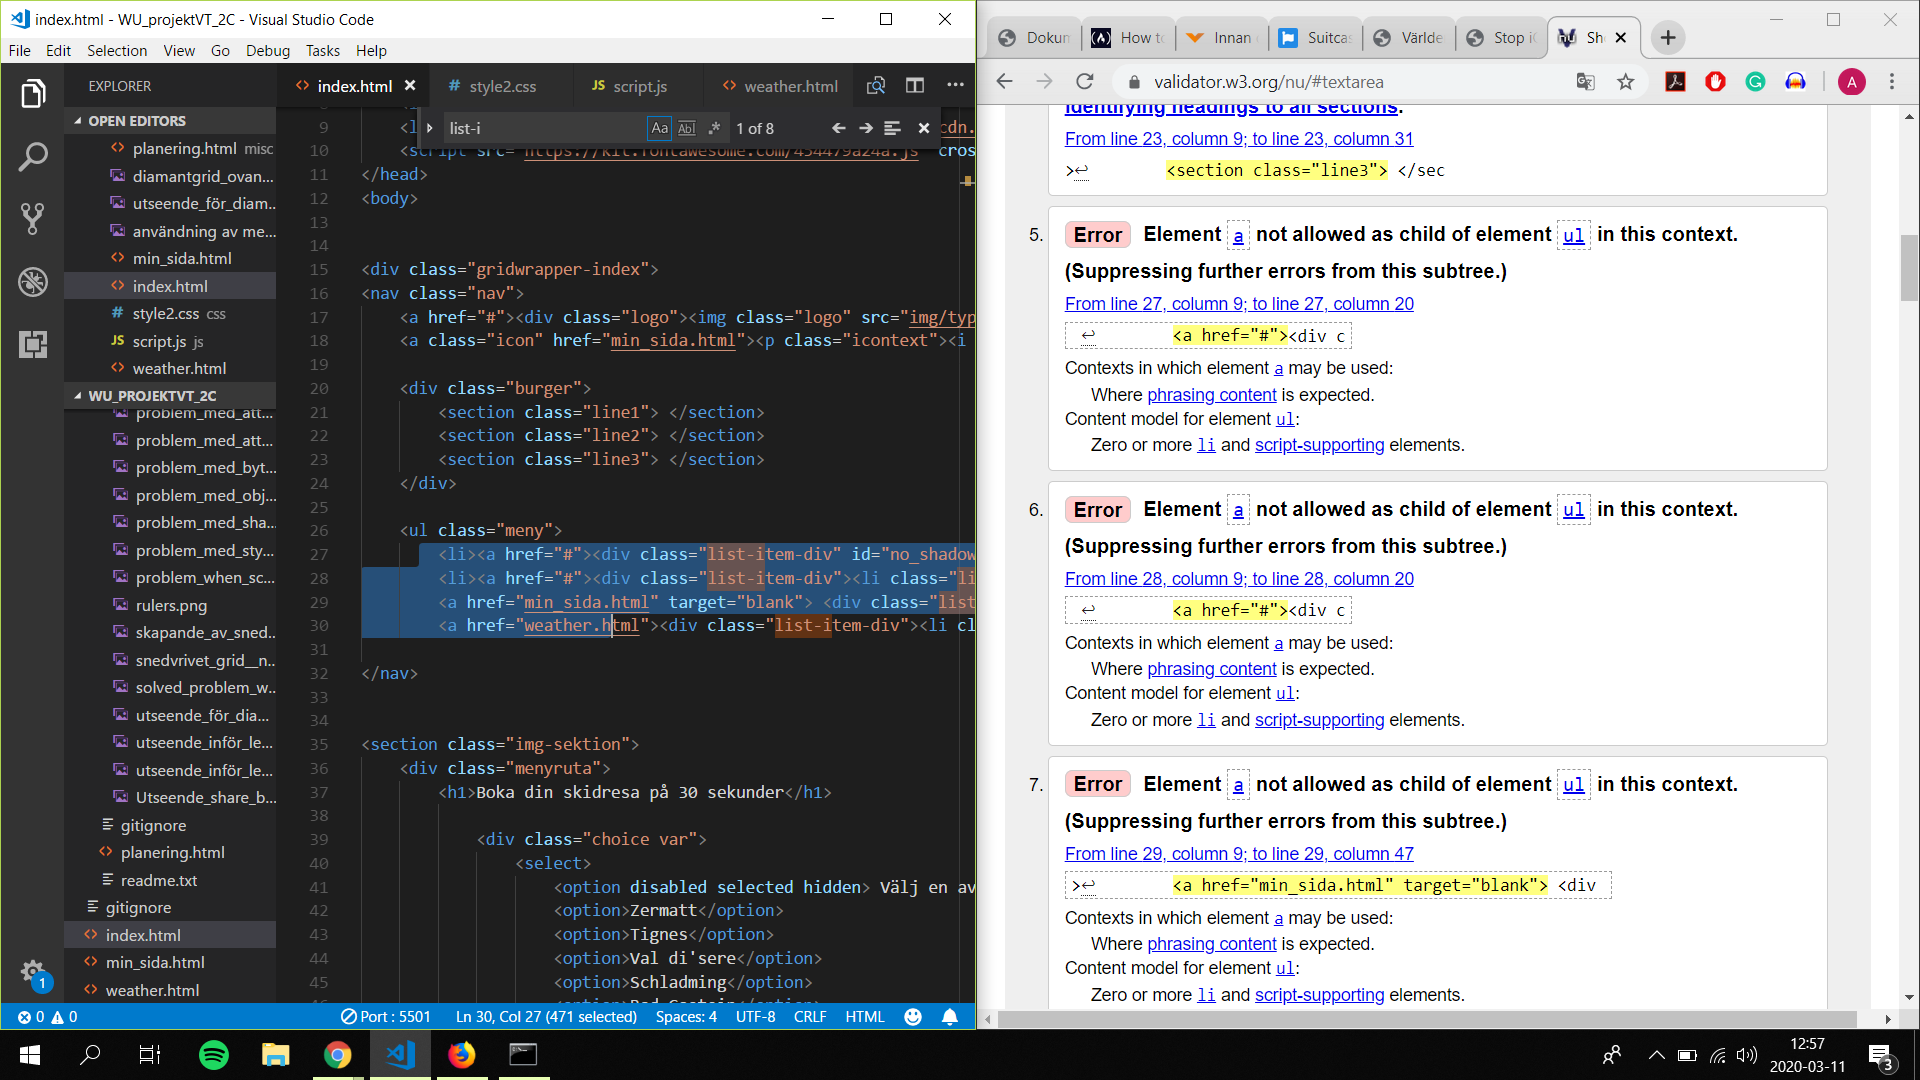 index.html - WU_projektVT_2C - Visual Studio Code
File Edit Selection View Go Debug Tasks Help
EXPLORER
OPEN EDITORS
planering.html misc
diamantgrid_ovan...
utseende_för_diam...
användning av me...
min_sida.html
index.html
style2.css css
script.js js
weather.html
WU_PROJEKTVT_2C
problem_med_att...
problem_med_att...
problem_med_byt...
problem_med_obj...
problem_med_sha...
problem_med_sty...
problem_when_sc...
rulers.png
skapande_av_sned...
snedvrivet_grid__n...
solved_problem_w...
utseende_för_dia...
utseende_inför_le...
utseende_inför_le...
Utseende_share_b...
gitignore
planering.html
readme.txt
gitignore
index.html
min_sida.html
weather.html
index.html style2.css script.js weather.html
list-i Aa Abl .* 1 of 8
9 <l cdn.
10 <script src="https://kit.fontawesome.com/454479a24a.js" cros
11 </head>
12 <body>
13
14
15 <div class="gridwrapper-index">
16 <nav class="nav">
17 <a href="#"><div class="logo"><img class="logo" src="img/typ
18 <a class="icon" href="min_sida.html"><p class="icontext"><i
19
20 <div class="burger">
21 <section class="line1"> </section>
22 <section class="line2"> </section>
23 <section class="line3"> </section>
24 </div>
25
26 <ul class="meny">
27 <li><a href="#"><div class="list-item-div" id="no_shadow
28 <li><a href="#"><div class="list-item-div"><li class="li
29 <a href="min_sida.html" target="blank"> <div class="list
30 <a href="weather.html"><div class="list-item-div"><li cl
31
32 </nav>
33
34
35 <section class="img-sektion">
36 <div class="menyruta">
37 <h1>Boka din skidresa på 30 sekunder</h1>
38
39 <div class="choice var">
40 <select>
41 <option disabled selected hidden> Välj en av
42 <option>Zermatt</option>
43 <option>Tignes</option>
44 <option>Val di'sere</option>
45 <option>Schladming</option>
1
0 0 Port : 5501 Ln 30, Col 27 (471 selected) Spaces: 4 UTF-8 CRLF HTML
Dokum How to Innan Suitcas Världe Stop i Sh
validator.w3.org/nu/#textarea
A
identifying headings to all sections.
From line 23, column 9; to line 23, column 31
>↩ <section class="line3"> </sec
5. Error Element a not allowed as child of element ul in this context.
(Suppressing further errors from this subtree.)
From line 27, column 9; to line 27, column 20
↩ <a href="#"><div c
Contexts in which element a may be used:
Where phrasing content is expected.
Content model for element ul:
Zero or more li and script-supporting elements.
6. Error Element a not allowed as child of element ul in this context.
(Suppressing further errors from this subtree.)
From line 28, column 9; to line 28, column 20
↩ <a href="#"><div c
Contexts in which element a may be used:
Where phrasing content is expected.
Content model for element ul:
Zero or more li and script-supporting elements.
7. Error Element a not allowed as child of element ul in this context.
(Suppressing further errors from this subtree.)
From line 29, column 9; to line 29, column 47
>↩ <a href="min_sida.html" target="blank"> <div
Contexts in which element a may be used:
Where phrasing content is expected.
Content model for element ul:
Zero or more li and script-supporting elements.
12:57
2020-03-11
3